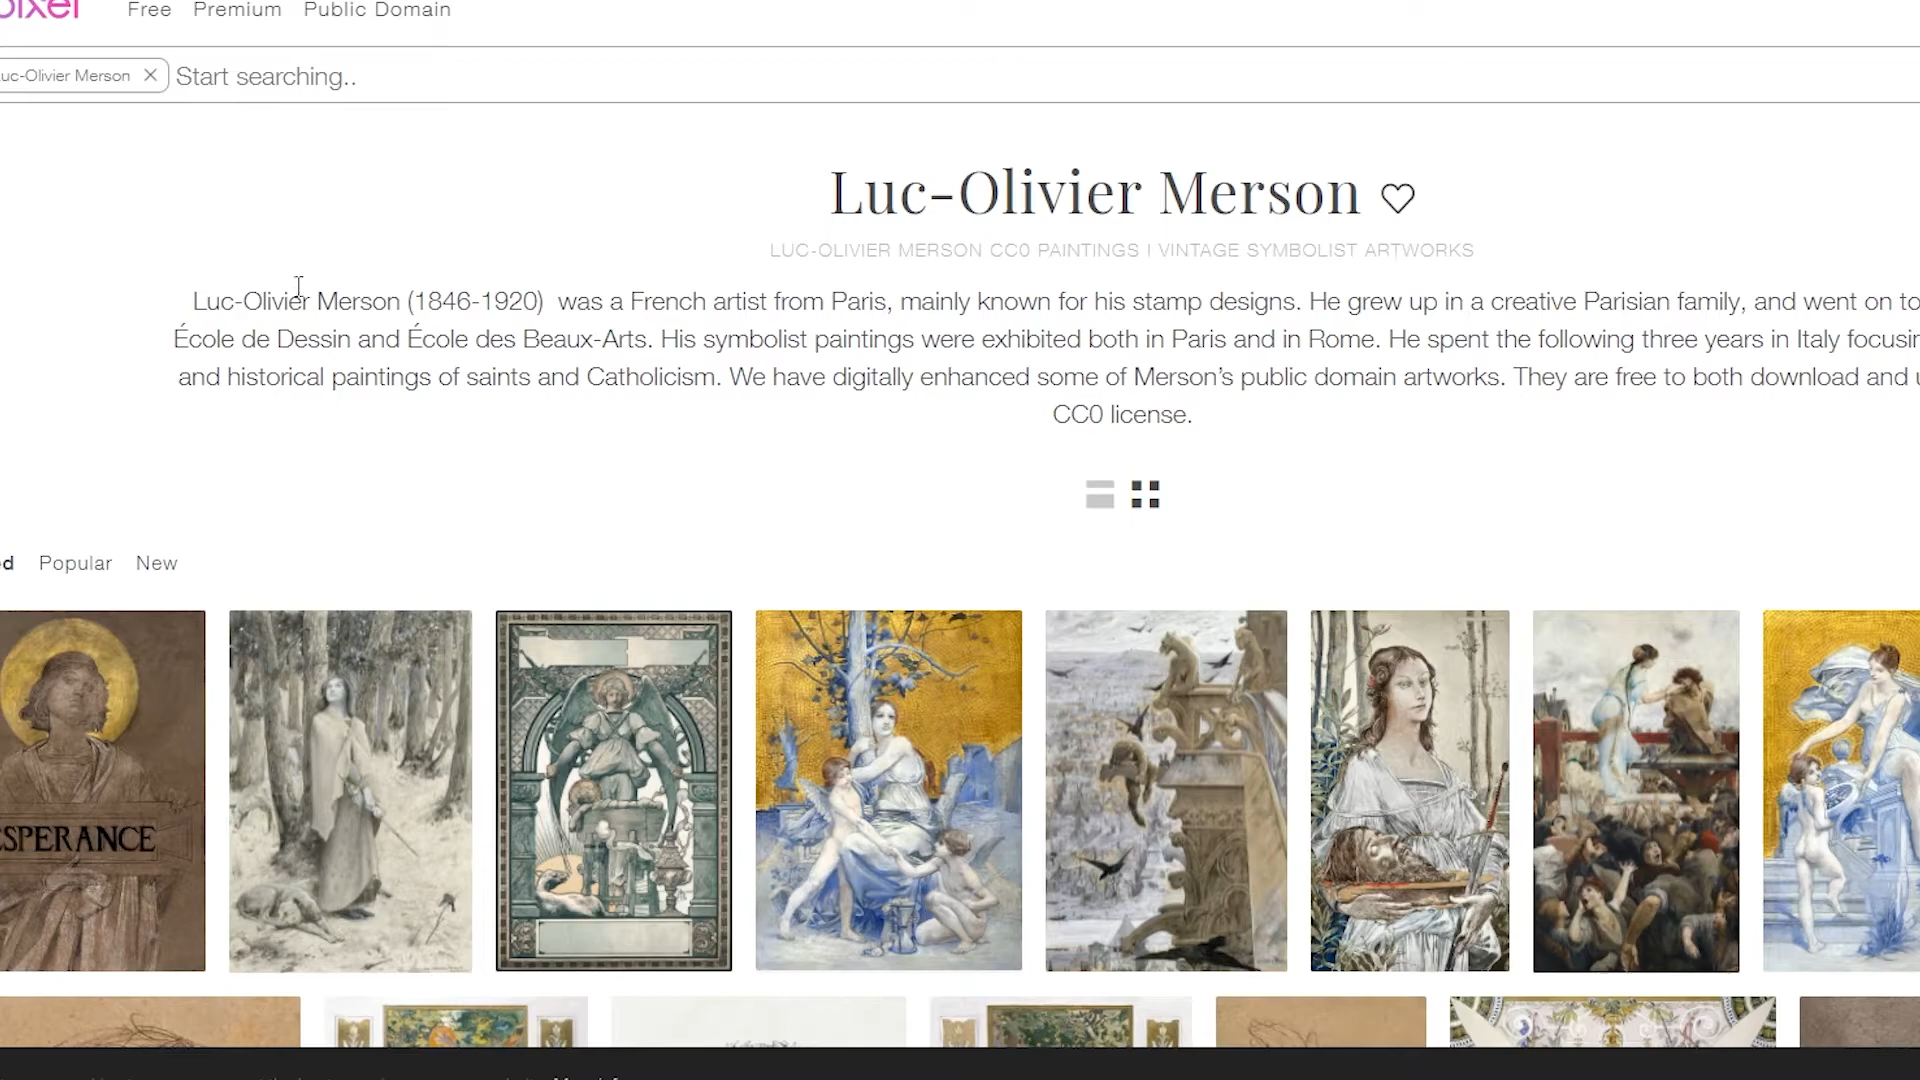 Free Premium Public Domain
uc-Olivier Merson Start searching..
Luc-Olivier Merson
LUC-OLIVIER MERSON CC0 PAINTINGS I VINTAGE SYMBOLIST ARTWORKS
Luc-Olivier Merson (1846-1920) was a French artist from Paris, mainly known for his stamp designs. He grew up in a creative Parisian family, and went on to
École de Dessin and École des Beaux-Arts. His symbolist paintings were exhibited both in Paris and in Rome. He spent the following three years in Italy focusin
and historical paintings of saints and Catholicism. We have digitally enhanced some of Merson’s public domain artworks. They are free to both download and u
CC0 license.
ed Popular New
SPERANCE